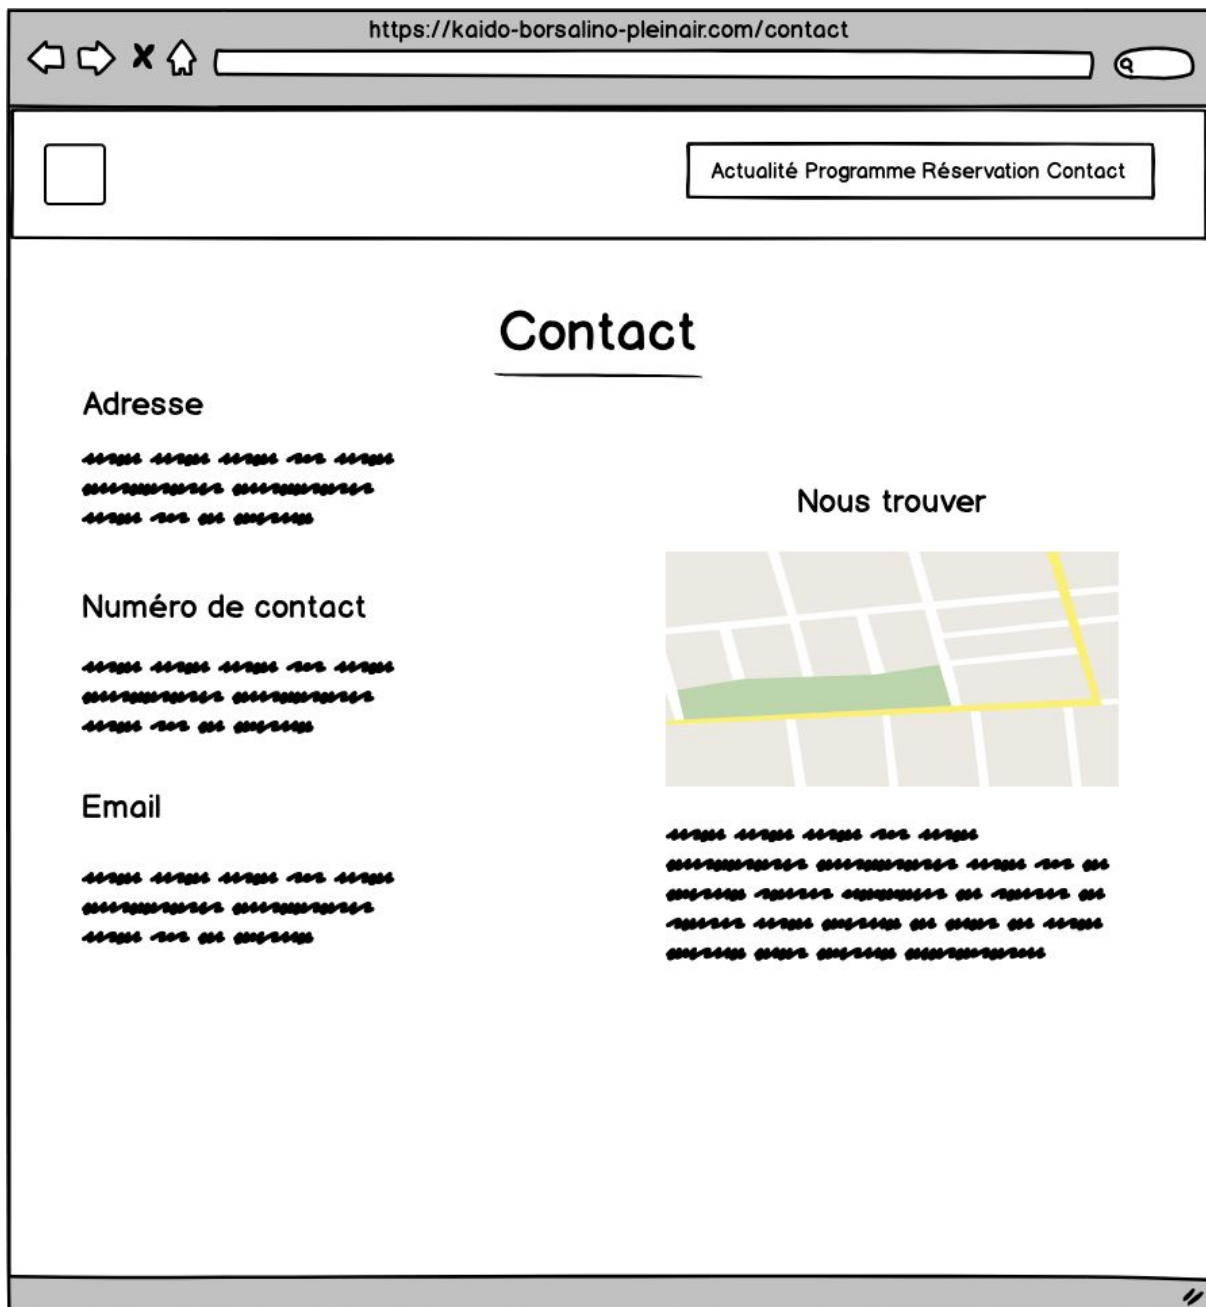 https://kaido-borsalino-pleinair.com/contact
Actualité Programme Réservation Contact
Contact
Adresse
Numéro de contact
Email
Nous trouver